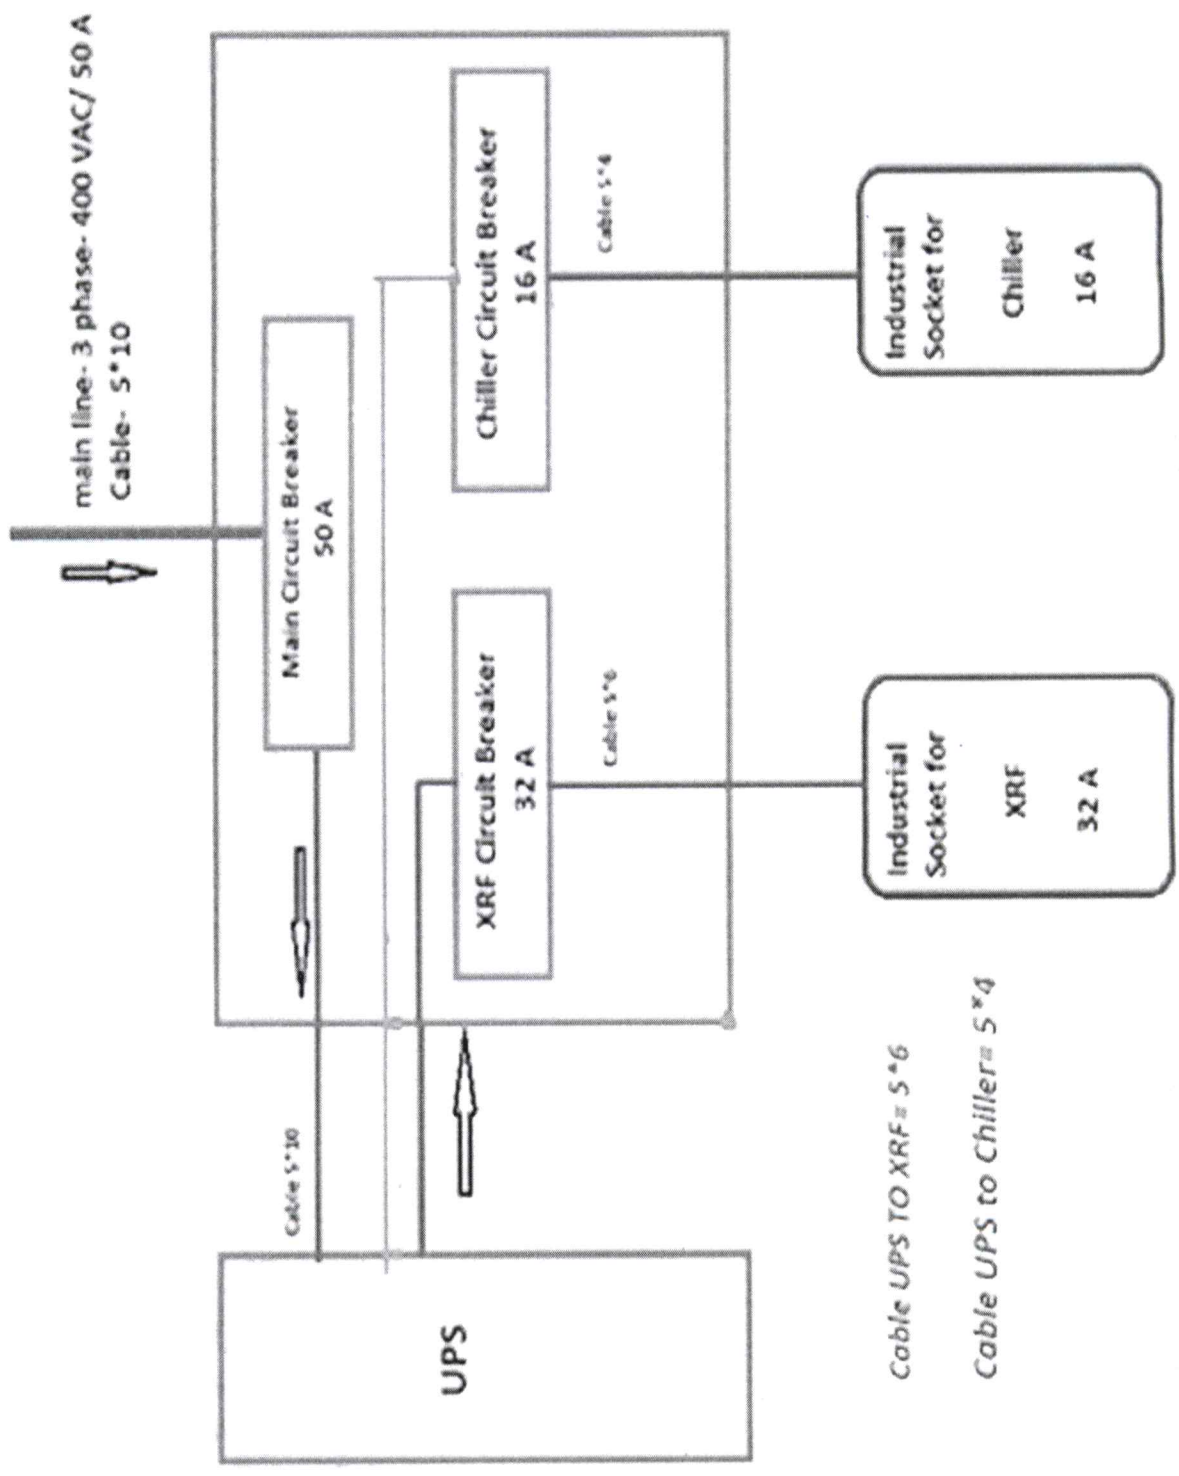 main line- 3 phase- 400 VAC/ 50 A
Cable- 5*10
Main Circuit Breaker
50 A
Cable 5*10
UPS
XRF Circuit Breaker
32 A
Chiller Circuit Breaker
16 A
Cable 5*6
Cable 5*4
Industrial
Socket for
XRF
32 A
Industrial
Socket for
Chiller
16 A
Cable UPS TO XRF= 5*6
Cable UPS to Chiller= 5*4